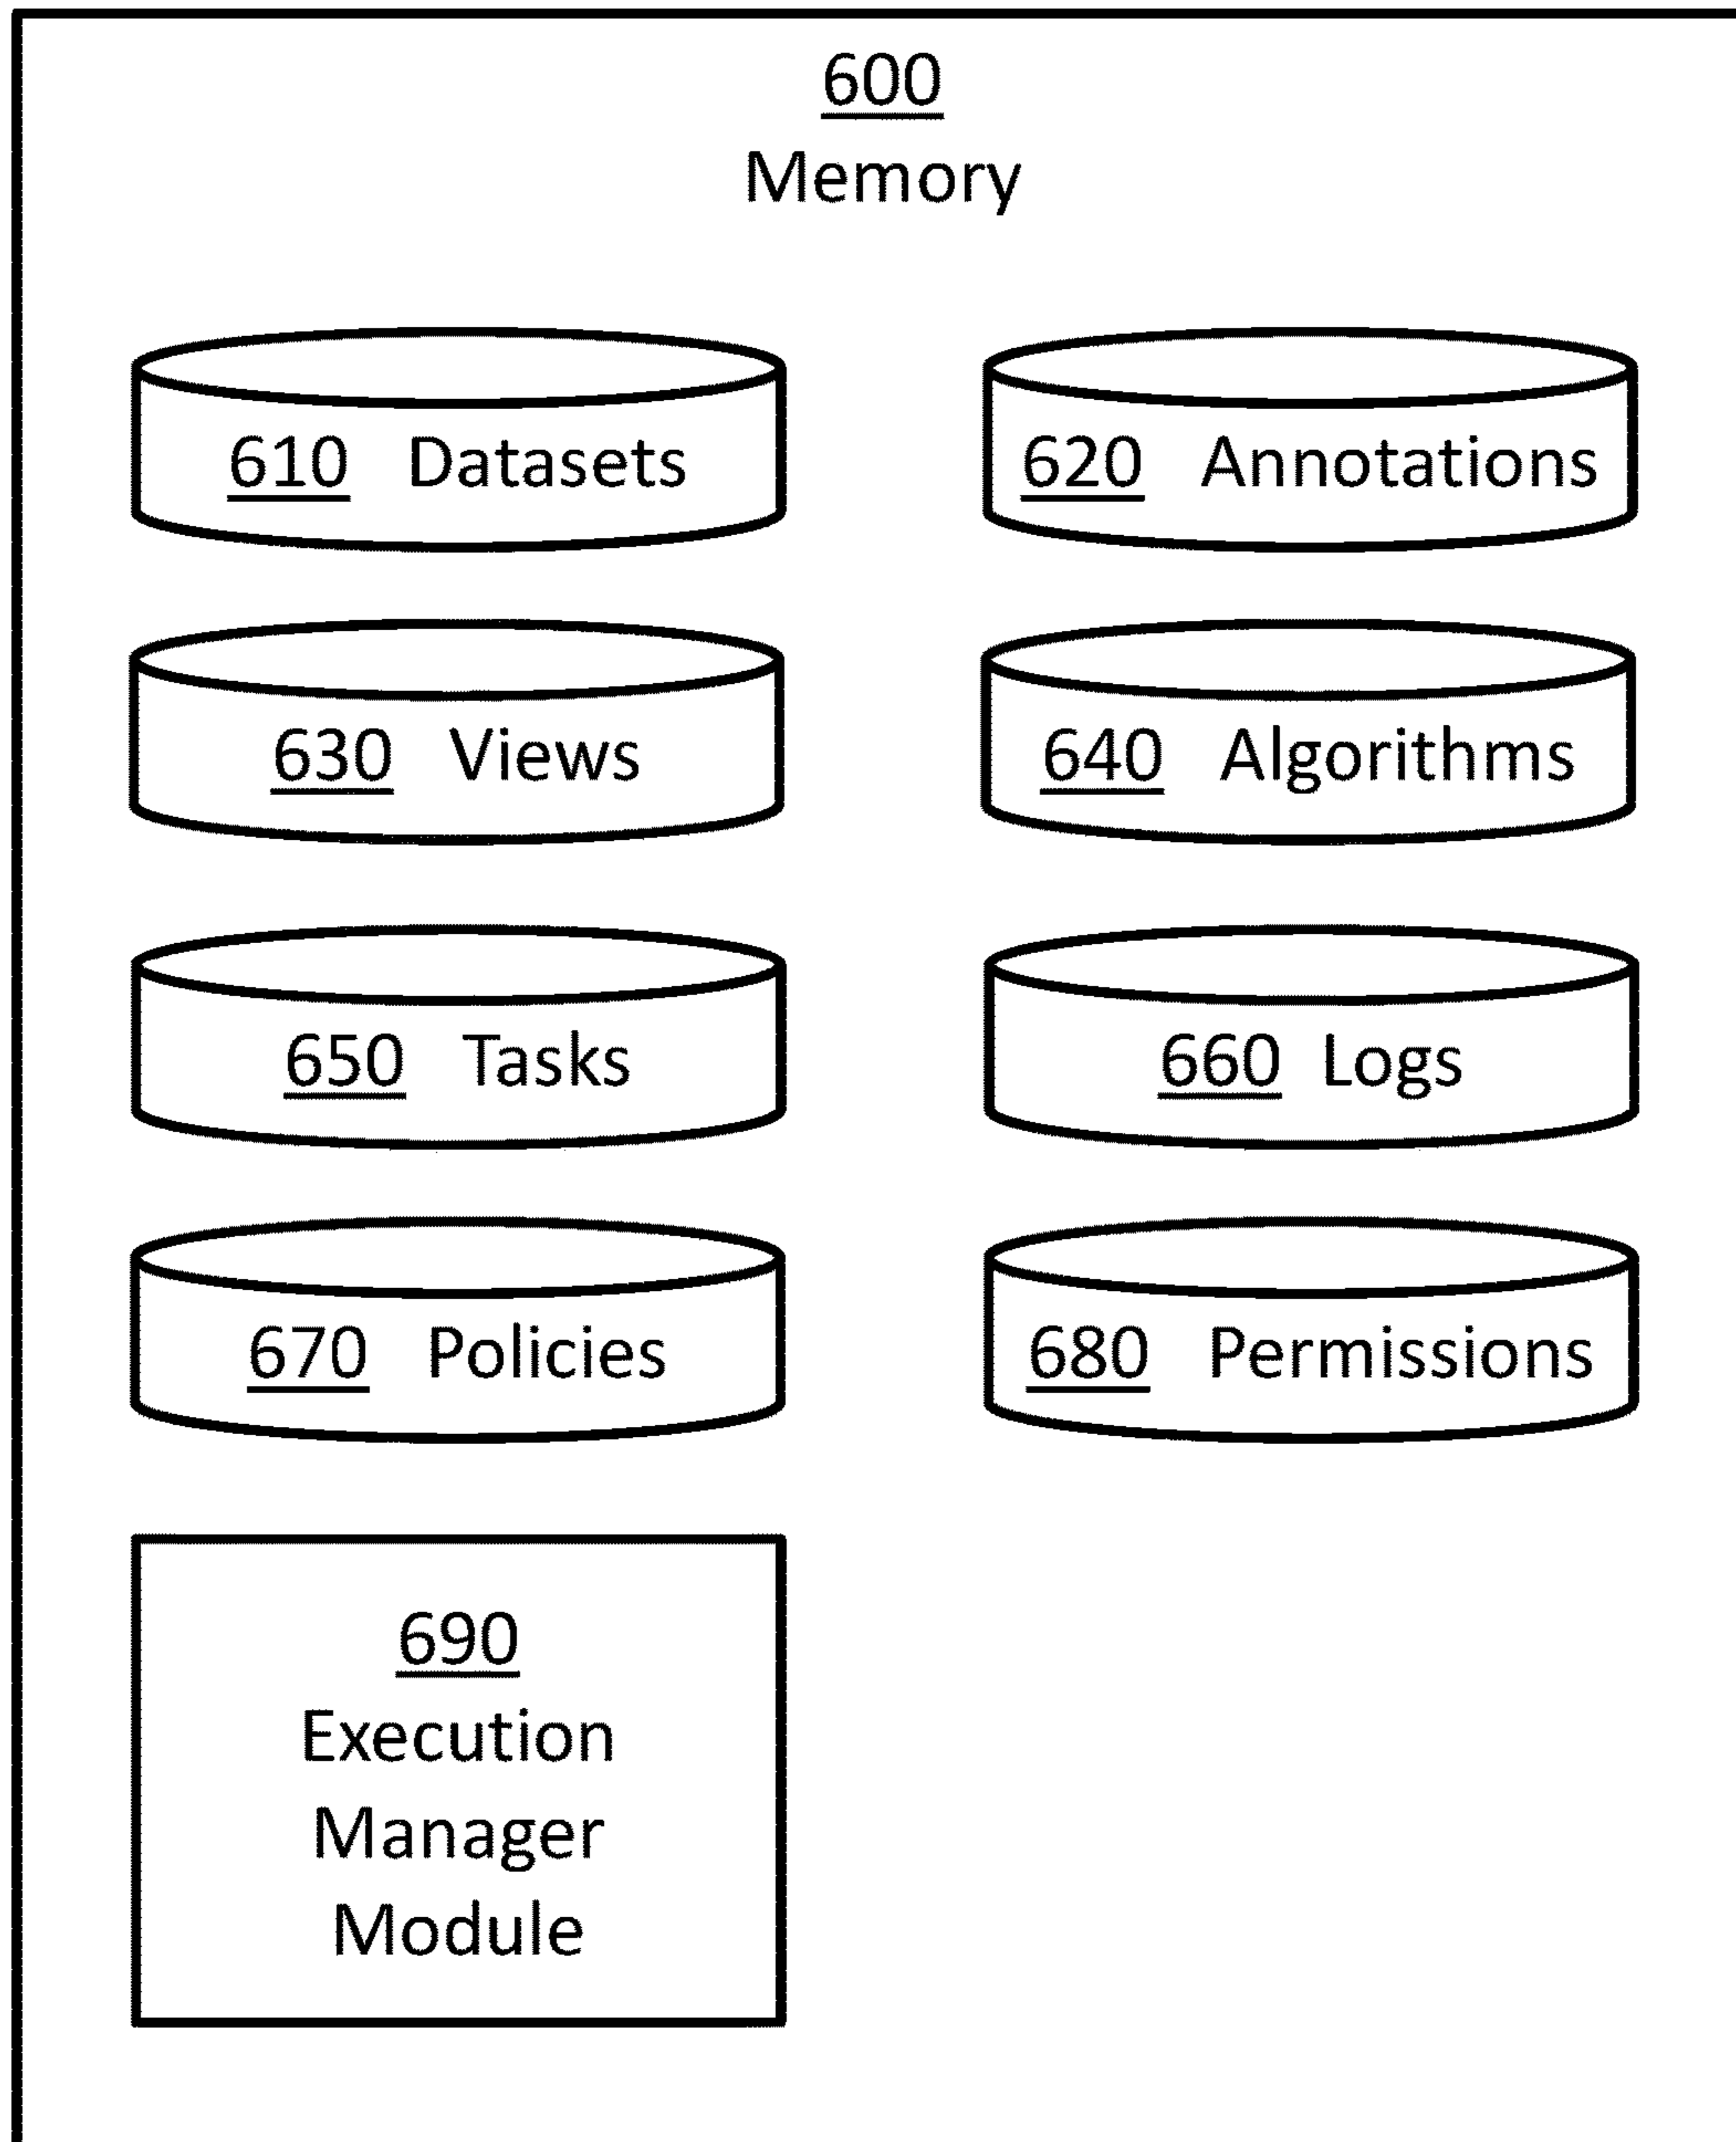 600
Memory
610 Datasets
620 Annotations
630 Views
640 Algorithms
650 Tasks
660 Logs
670 Policies
680 Permissions
690
Execution
Manager
Module